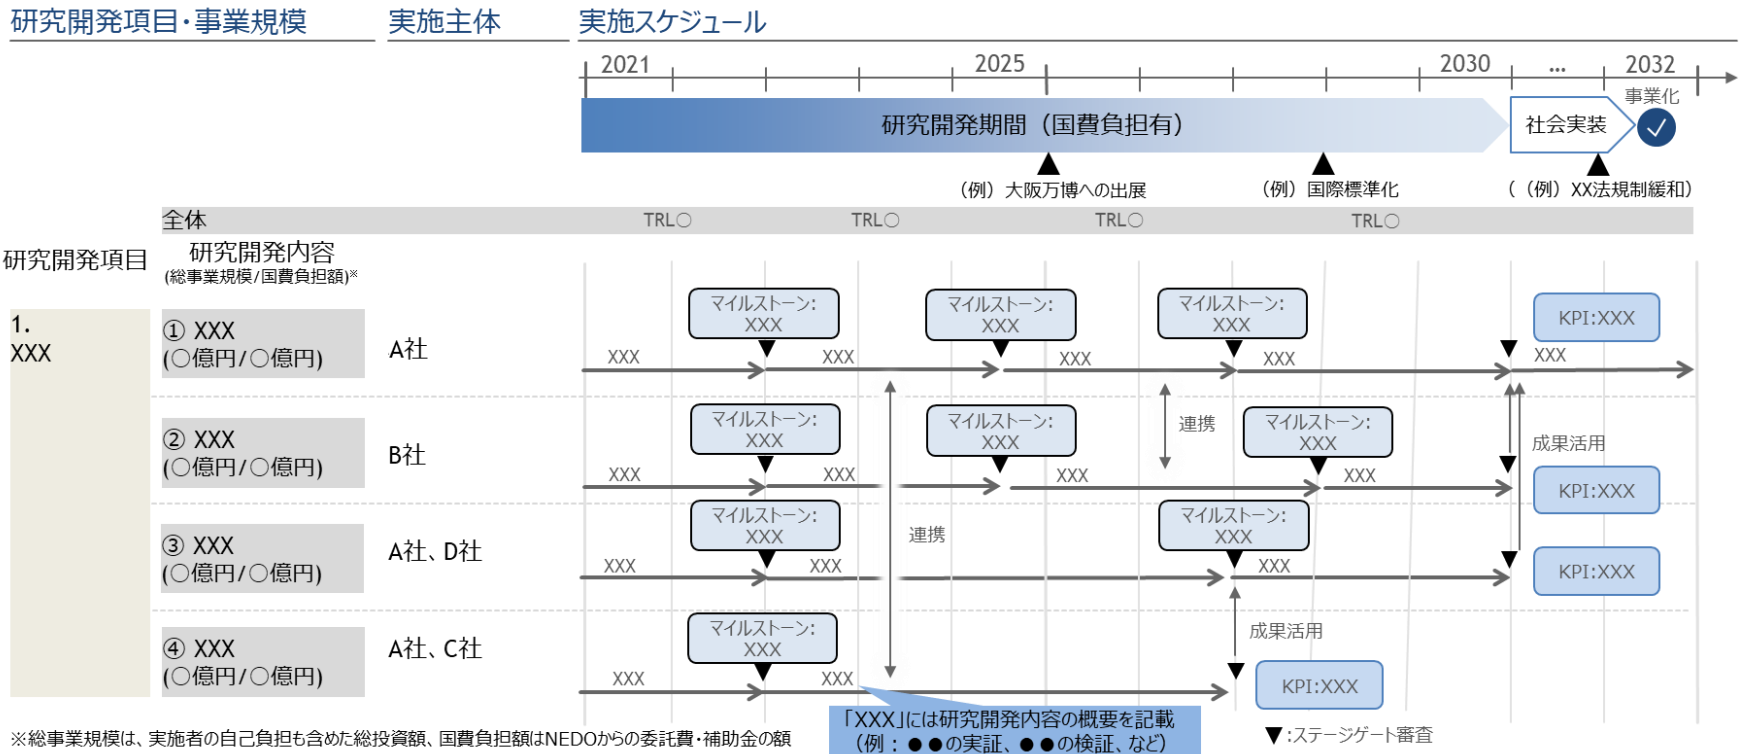 研究開発項目・事業規模
実施主体
実施スケジュール
2021
2025
2030
...
2032
事業化
研究開発期間（国費負担有）
社会実装
（例）大阪万博への出展
（例）国際標準化
（（例）XX法規制緩和）
全体
TRL○
TRL○
TRL○
TRL○
研究開発項目
研究開発内容
(総事業規模/国費負担額)※
1.
XXX
① XXX
(○億円/○億円)
A社
マイルストーン:
XXX
マイルストーン:
XXX
マイルストーン:
XXX
KPI:XXX
XXX
XXX
XXX
XXX
XXX
② XXX
(○億円/○億円)
B社
マイルストーン:
XXX
マイルストーン:
XXX
連携
マイルストーン:
XXX
成果活用
XXX
XXX
XXX
XXX
KPI:XXX
③ XXX
(○億円/○億円)
A社、D社
マイルストーン:
XXX
連携
マイルストーン:
XXX
XXX
XXX
XXX
KPI:XXX
④ XXX
(○億円/○億円)
A社、C社
マイルストーン:
XXX
成果活用
XXX
XXX
KPI:XXX
「XXX」には研究開発内容の概要を記載
（例：●●の実証、●●の検証、など）
▼:ステージゲート審査
※総事業規模は、実施者の自己負担も含めた総投資額、国費負担額はNEDOからの委託費・補助金の額